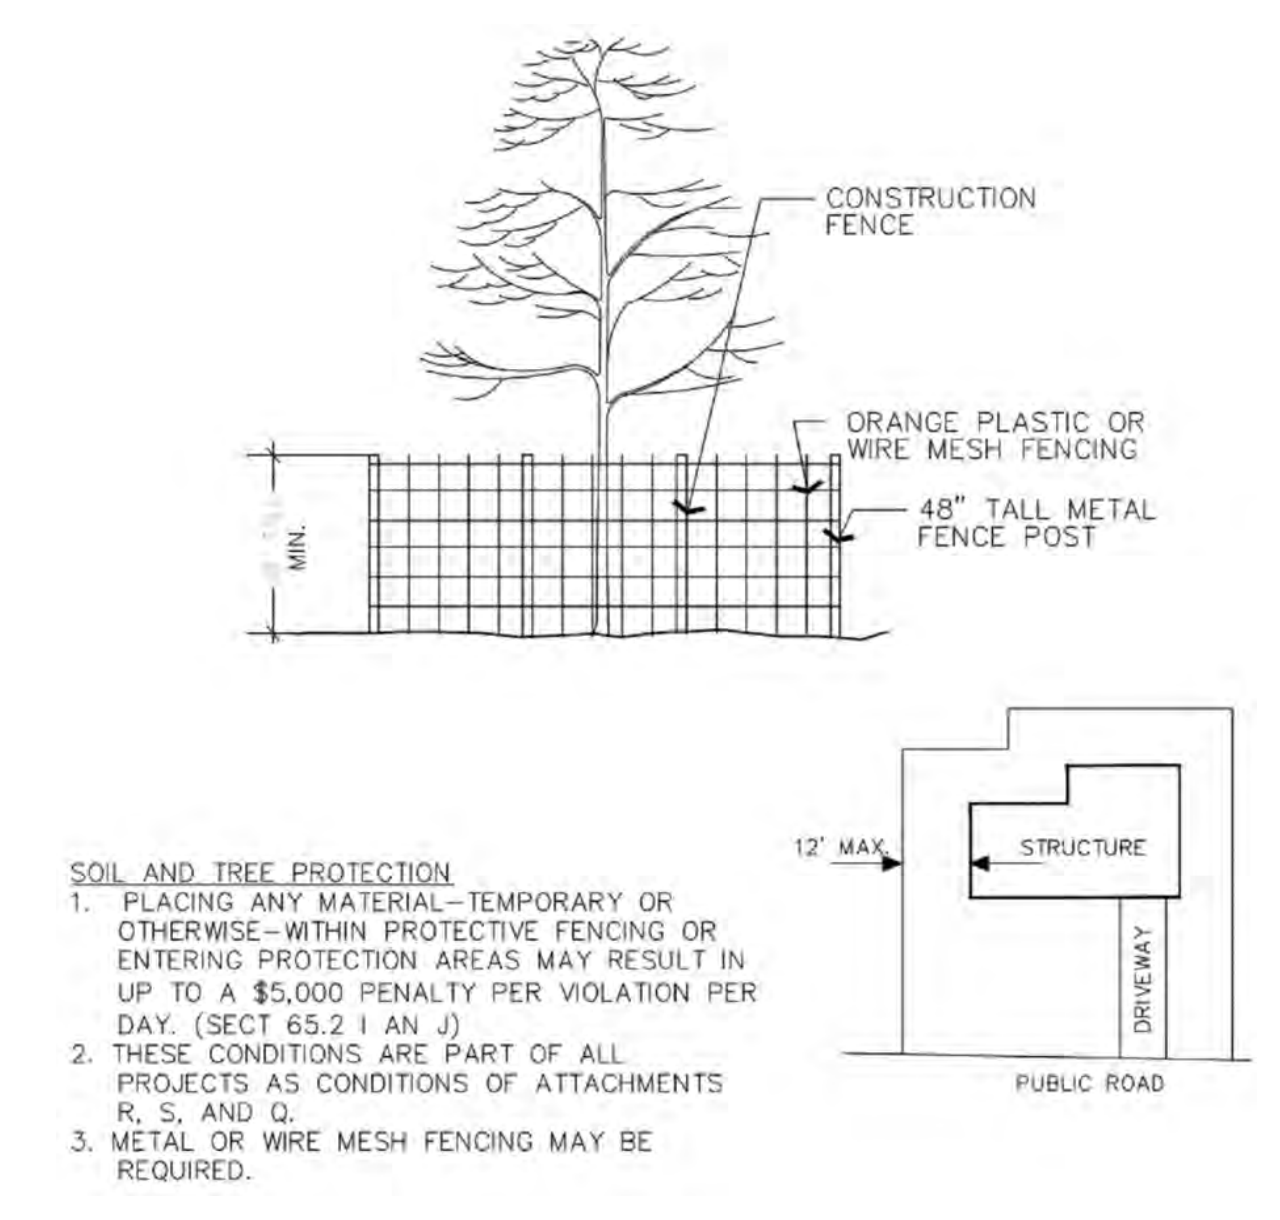 CONSTRUCTION
FENCE
ORANGE PLASTIC OR
WIRE MESH FENCING
48" TALL METAL
FENCE POST
MIN.
12' MAX.
STRUCTURE
DRIVEWAY
PUBLIC ROAD
SOIL AND TREE PROTECTION
1. PLACING ANY MATERIAL–TEMPORARY OR
OTHERWISE–WITHIN PROTECTIVE FENCING OR
ENTERING PROTECTION AREAS MAY RESULT IN
UP TO A $5,000 PENALTY PER VIOLATION PER
DAY. (SECT 65.2 I AN J)
2. THESE CONDITIONS ARE PART OF ALL
PROJECTS AS CONDITIONS OF ATTACHMENTS
R, S, AND Q.
3. METAL OR WIRE MESH FENCING MAY BE
REQUIRED.